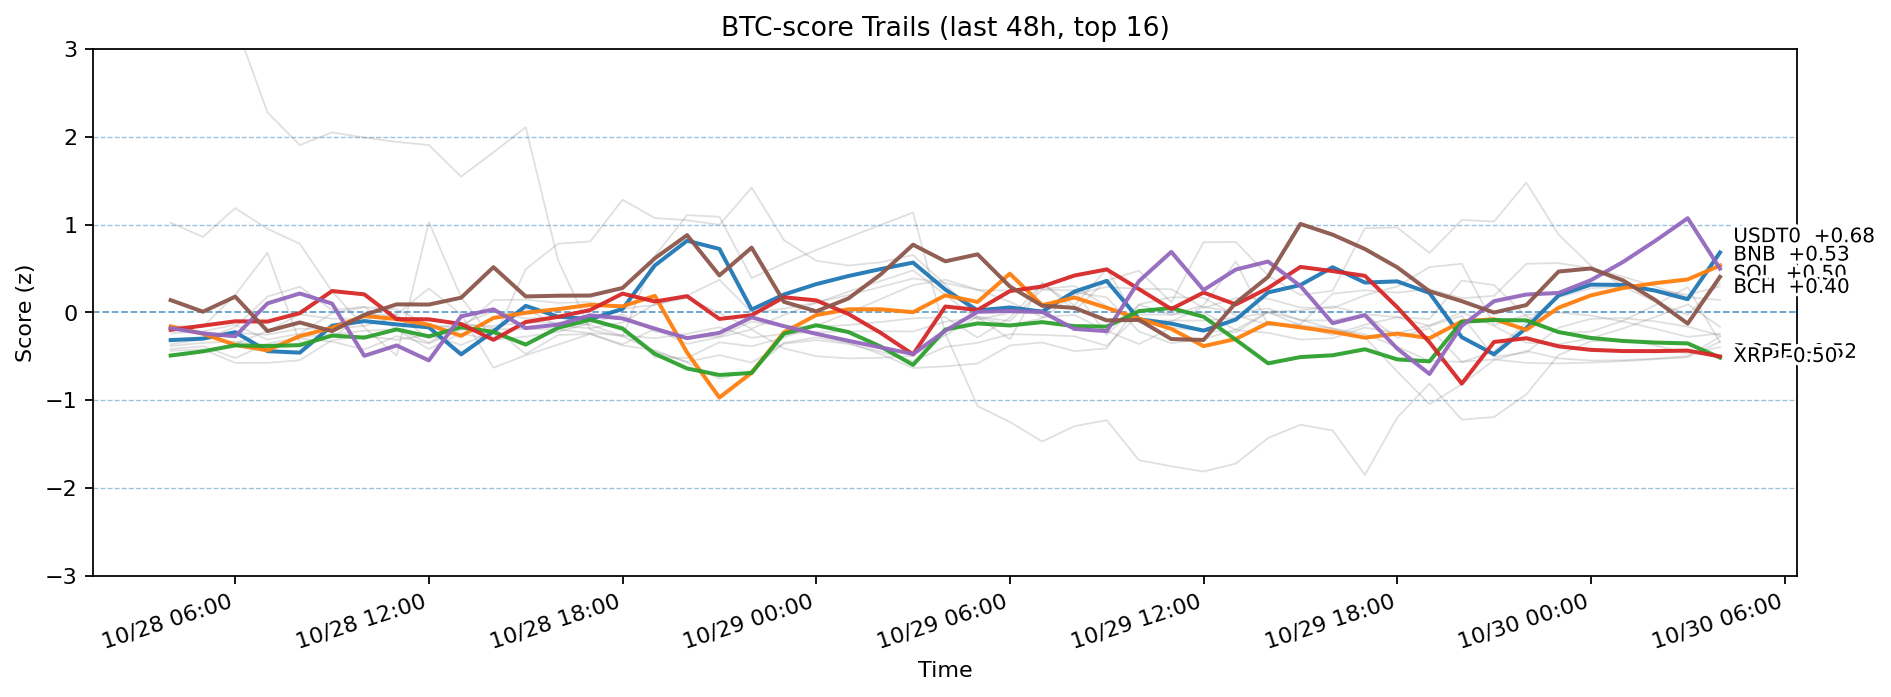 BTC-score Trails (last 48h, top 16)
Score (z)
3
2
1
0
−1
−2
−3
USDT0 +0.68
BNB +0.53
SOL +0.50
BCH +0.40
XRP −0.50
10/28 06:00
10/28 12:00
10/28 18:00
10/29 00:00
10/29 06:00
10/29 12:00
10/29 18:00
10/30 00:00
10/30 06:00
Time